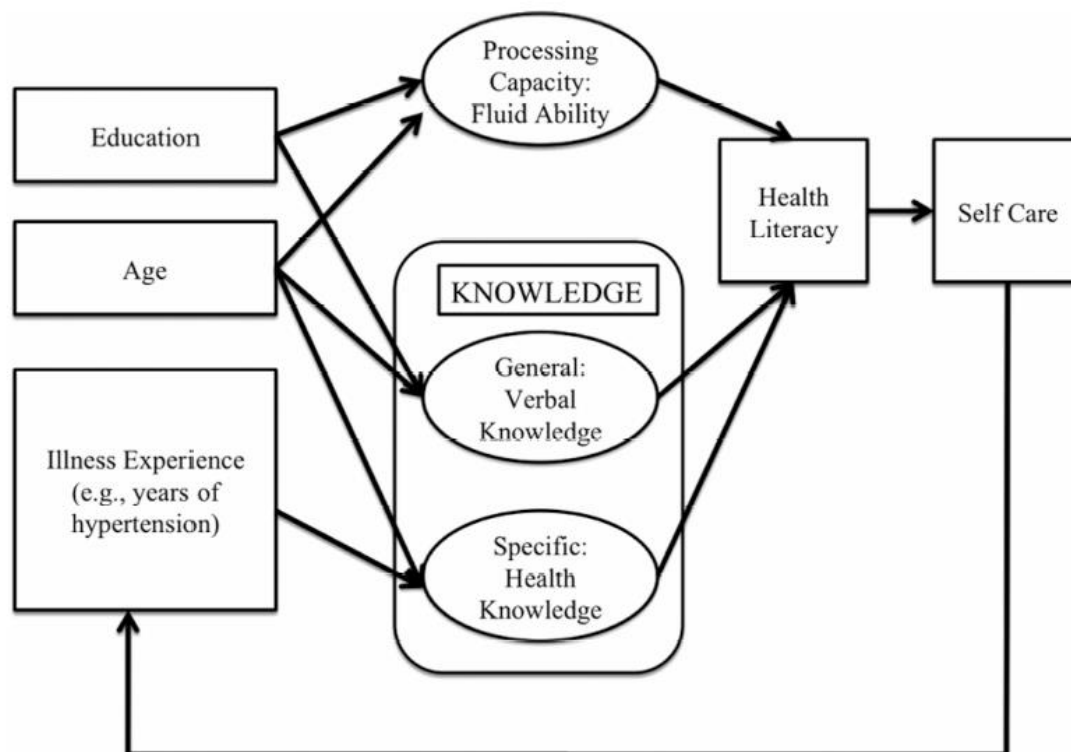 Processing
Capacity:
Fluid Ability
Education
Health
Literacy
Self Care
Age
KNOWLEDGE
General:
Verbal
Knowledge
Illness Experience
(e.g., years of
hypertension)
Specific:
Health
Knowledge